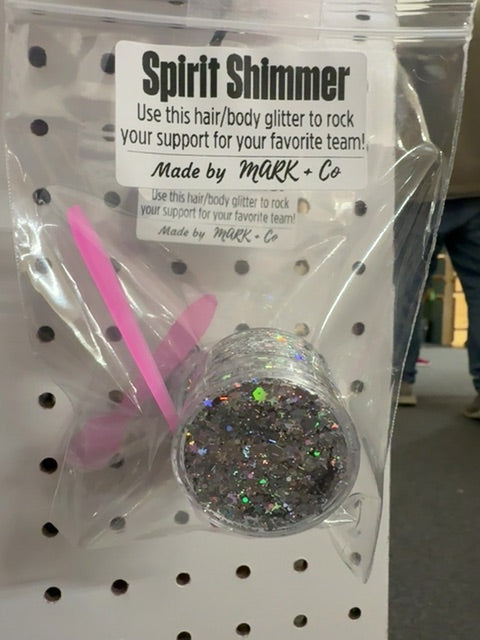 Spirit Shimmer
Use this hair/body glitter to rock
your support for your favorite team!
Made by MARK + Co
Use this hair/body glitter to rock
your support for your favorite team!
Made by MARK + Co